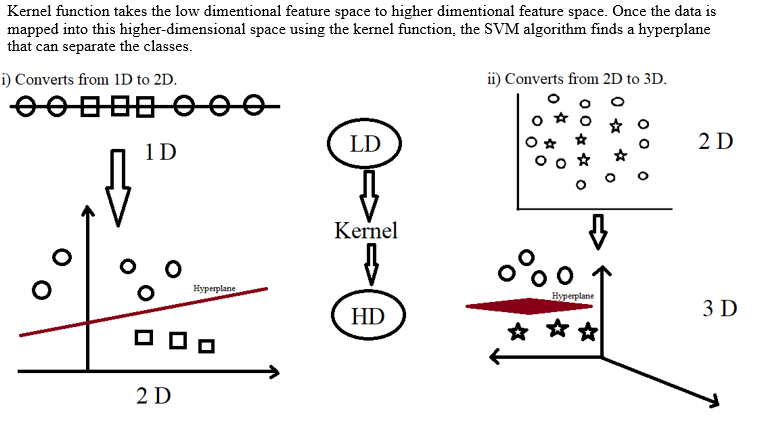 Kernel function takes the low dimentional feature space to higher dimentional feature space. Once the data is
mapped into this higher-dimensional space using the kernel function, the SVM algorithm finds a hyperplane
that can separate the classes.
i) Converts from 1D to 2D.
ii) Converts from 2D to 3D.
1D
LD
2 D
Kernel
Hyperplane
Hyperplane
HD
3 D
2 D